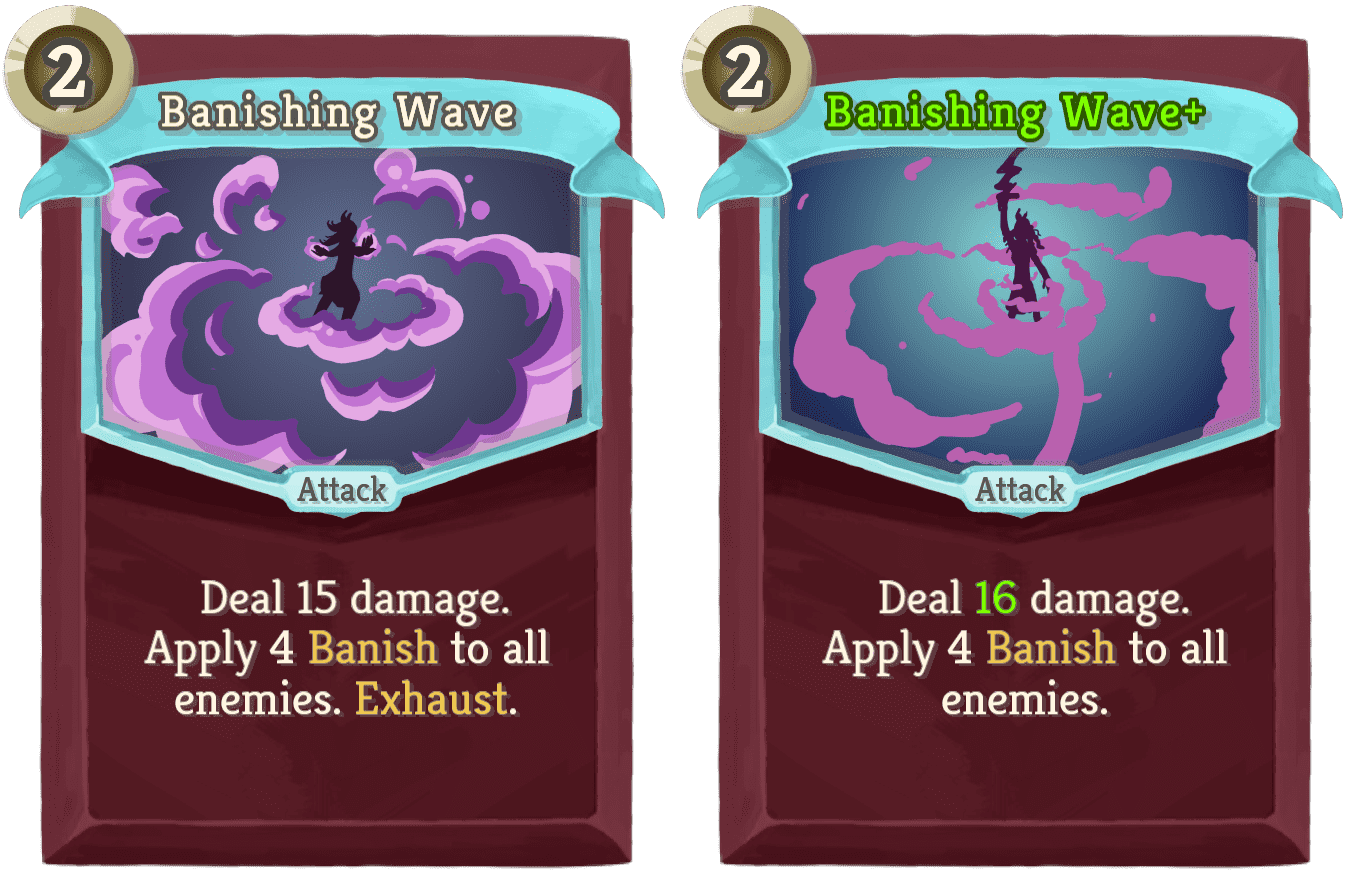 2
Banishing Wave
Attack
Deal 15 damage.
Apply 4 Banish to all
enemies. Exhaust.
2
Banishing Wave+
Attack
Deal 16 damage.
Apply 4 Banish to all
enemies.